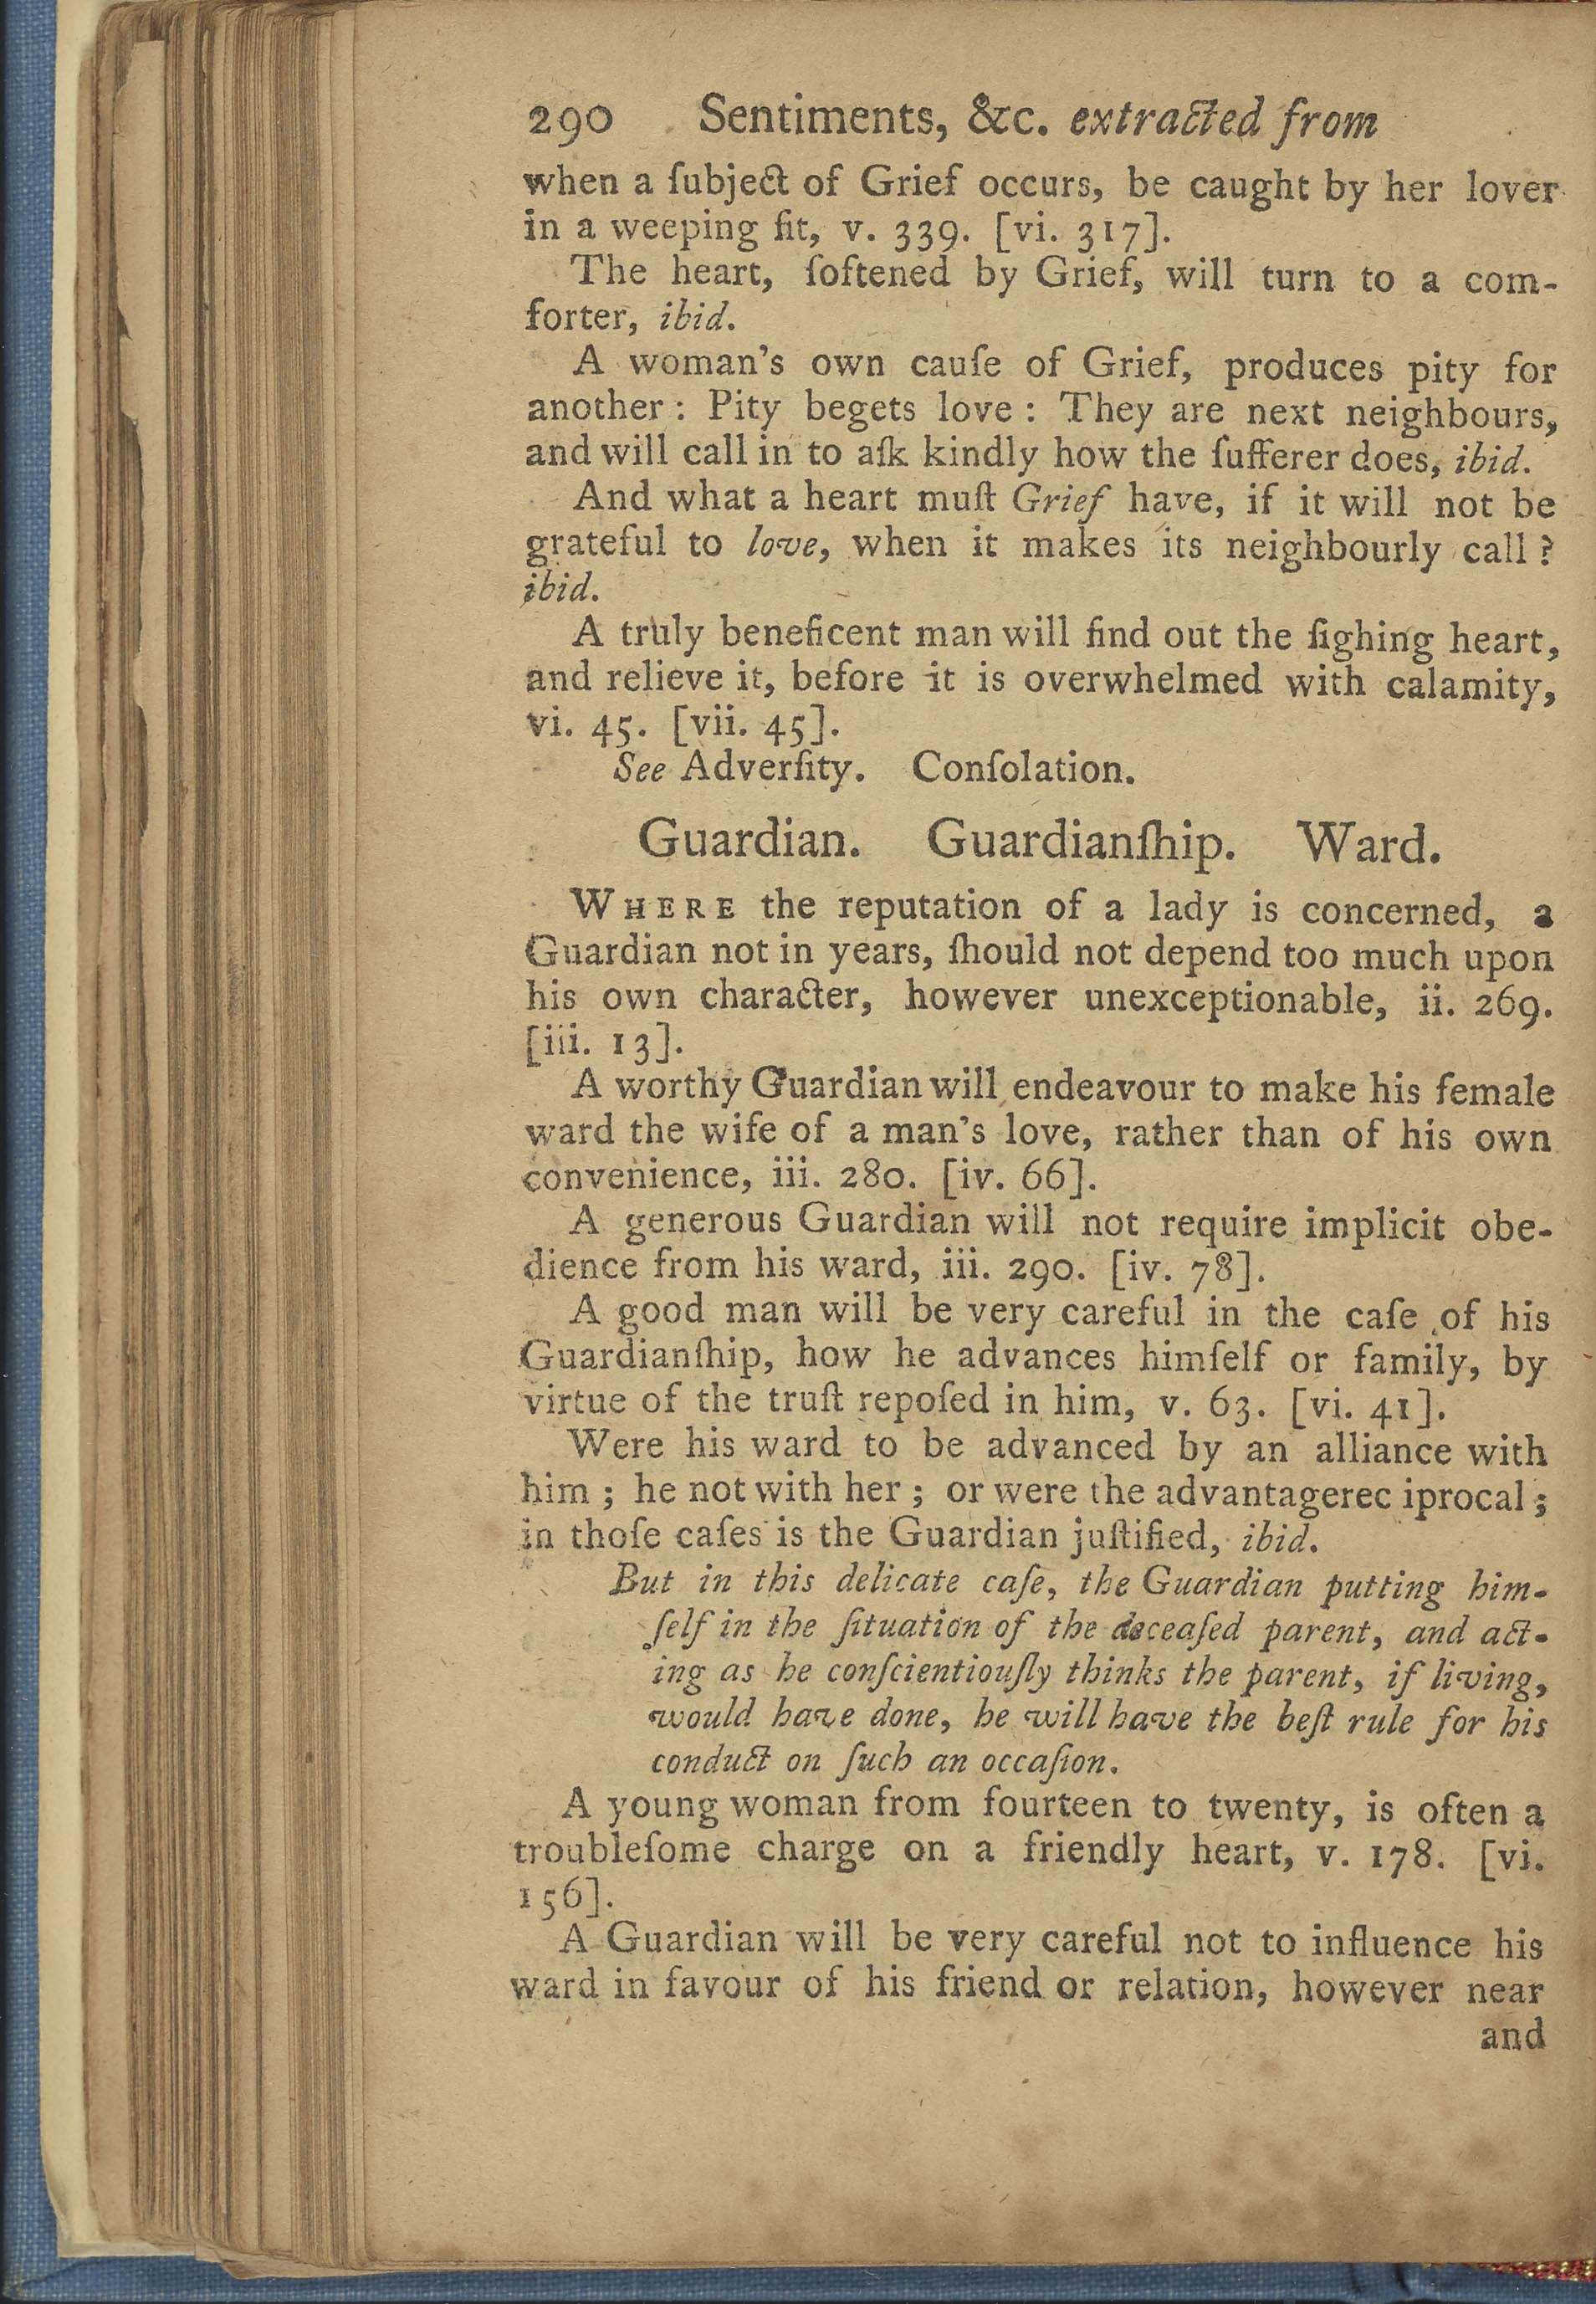 290 Sentiments, &c. extracted from
when a ſubject of Grief occurs, be caught by her lover
in a weeping fit, v. 339. [vi. 317].
The heart, ſoftened by Grief, will turn to a com-
forter, ibid.
A woman's own cauſe of Grief, produces pity for
another : Pity begets love : They are next neighbours,
and will call in to aſk kindly how the ſufferer does, ibid.
And what a heart muſt Grief have, if it will not be
grateful to love, when it makes its neighbourly call ?
ibid.
A truly beneficent man will find out the ſighing heart,
and relieve it, before it is overwhelmed with calamity,
vi. 45. [vii. 45].
See Adverſity. Conſolation.
Guardian. Guardianſhip. Ward.
WHERE the reputation of a lady is concerned, a
Guardian not in years, ſhould not depend too much upon
his own character, however unexceptionable, ii. 269.
[iii. 13].
A worthy Guardian will endeavour to make his female
ward the wife of a man's love, rather than of his own
convenience, iii. 280. [iv. 66].
A generous Guardian will not require implicit obe-
dience from his ward, iii. 290. [iv. 78].
A good man will be very careful in the caſe of his
Guardianſhip, how he advances himſelf or family, by
virtue of the truſt repoſed in him, v. 63. [vi. 41].
Were his ward to be advanced by an alliance with
him ; he not with her ; or were the advantagerec iprocal ;
in thoſe caſes is the Guardian juſtified, ibid.
But in this delicate caſe, the Guardian putting him-
ſelf in the ſituation of the deceaſed parent, and act-
ing as he conſcientiouſly thinks the parent, if living,
would have done, he will have the beſt rule for his
conduct on ſuch an occaſion.
A young woman from fourteen to twenty, is often a
troubleſome charge on a friendly heart, v. 178. [vi.
156].
A Guardian will be very careful not to influence his
ward in favour of his friend or relation, however near
and